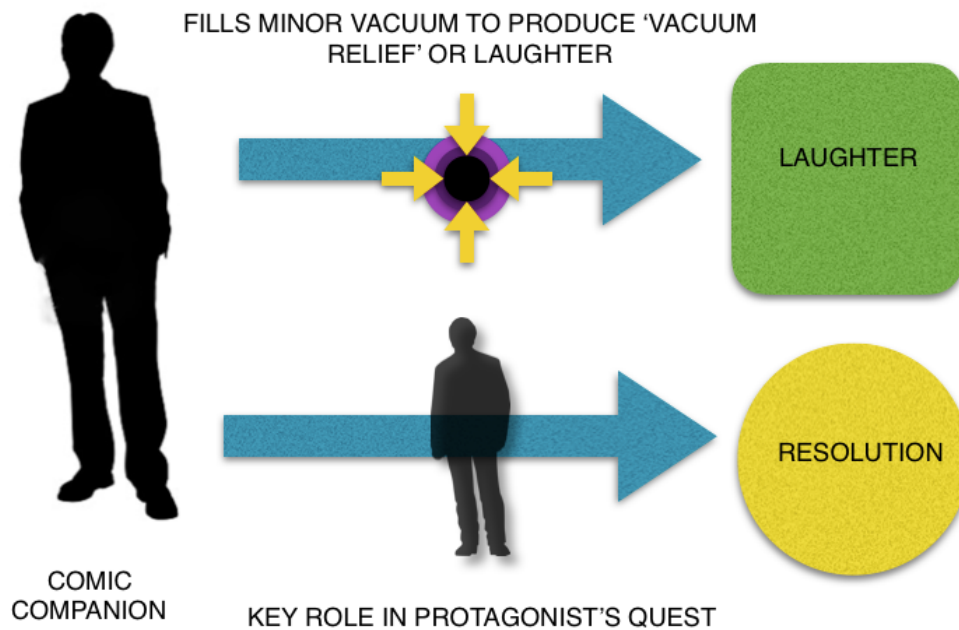 FILLS MINOR VACUUM TO PRODUCE ‘VACUUM
RELIEF’ OR LAUGHTER
LAUGHTER
RESOLUTION
COMIC
COMPANION
KEY ROLE IN PROTAGONIST’S QUEST